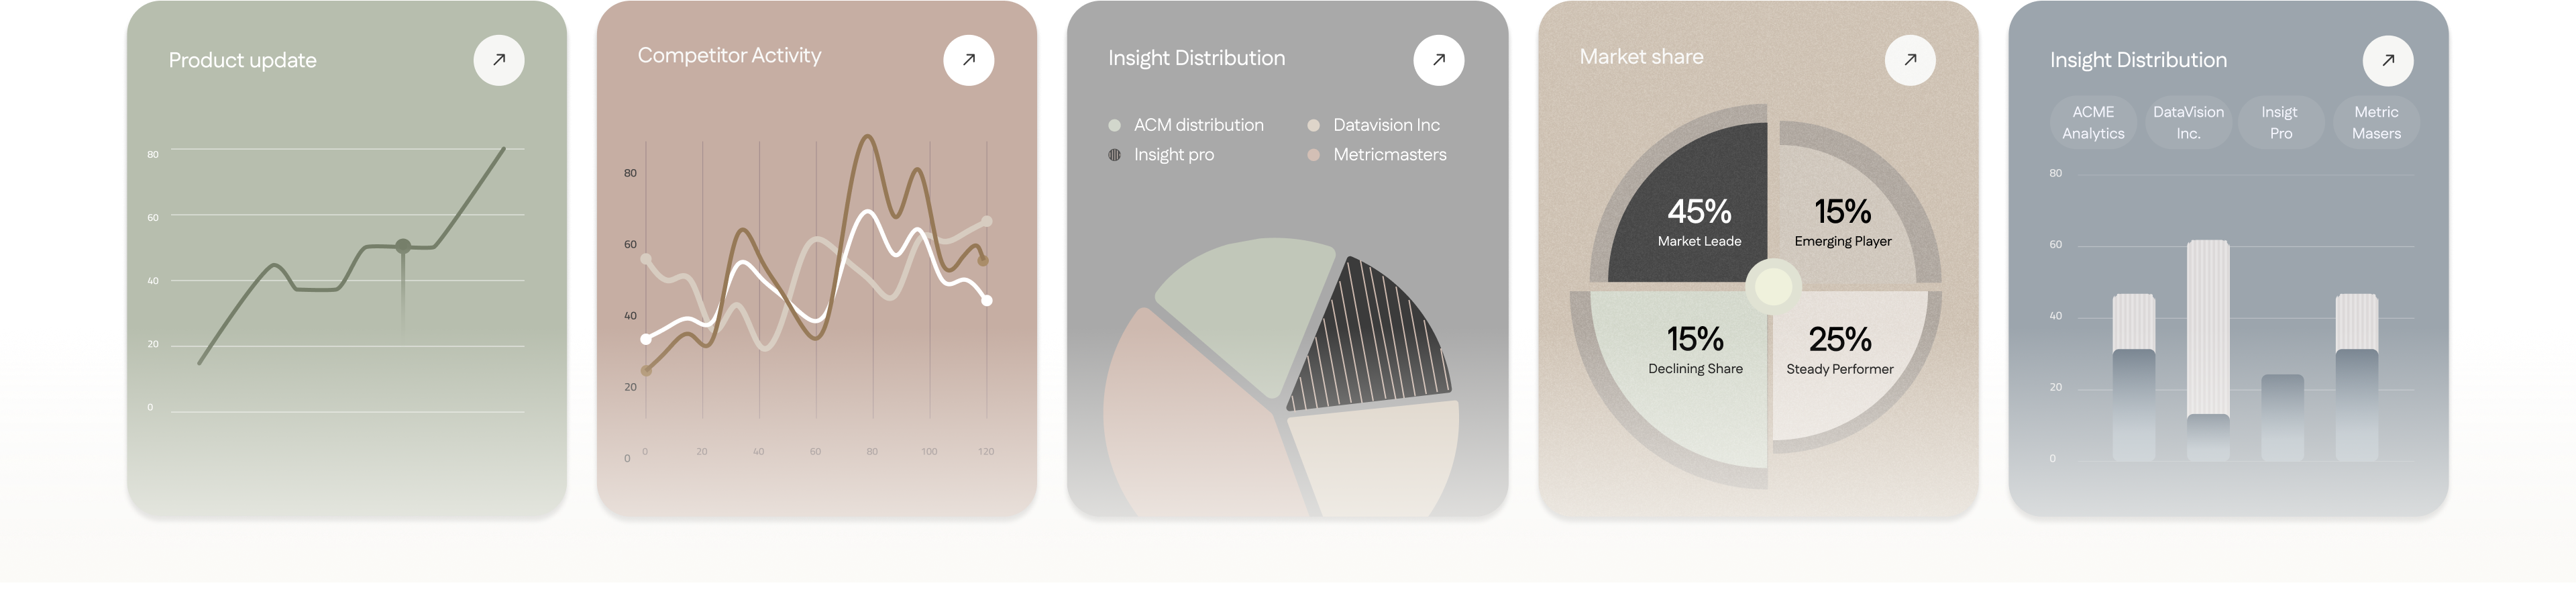 Product update
80
60
40
20
0
Competitor Activity
80
60
40
20
0
0 20 40 60 80 100 120
Insight Distribution
ACM distribution
Datavision Inc
Insight pro
Metricmasters
Market share
45%
Market Leade
15%
Emerging Player
15%
Declining Share
25%
Steady Performer
Insight Distribution
ACME
Analytics
DataVision
Inc.
Insigt
Pro
Metric
Masers
80
60
40
20
0